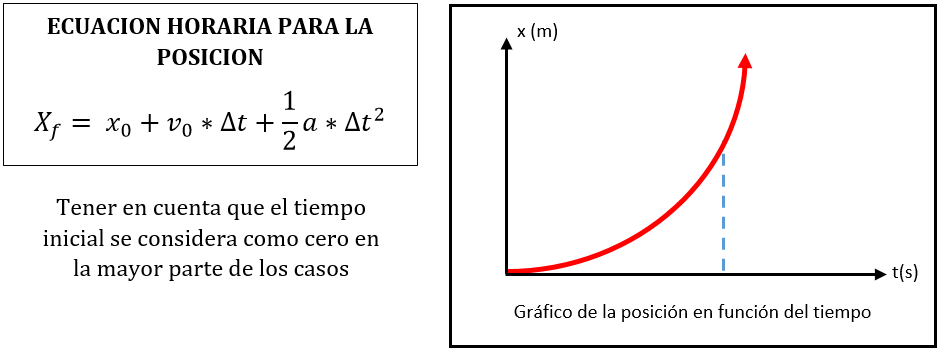 ECUACION HORARIA PARA LA
POSICION
X_f = x_0 + v_0 * Δt + 1/2 a * Δt^2
Tener en cuenta que el tiempo
inicial se considera como cero en
la mayor parte de los casos
x (m)
t(s)
Gráfico de la posición en función del tiempo